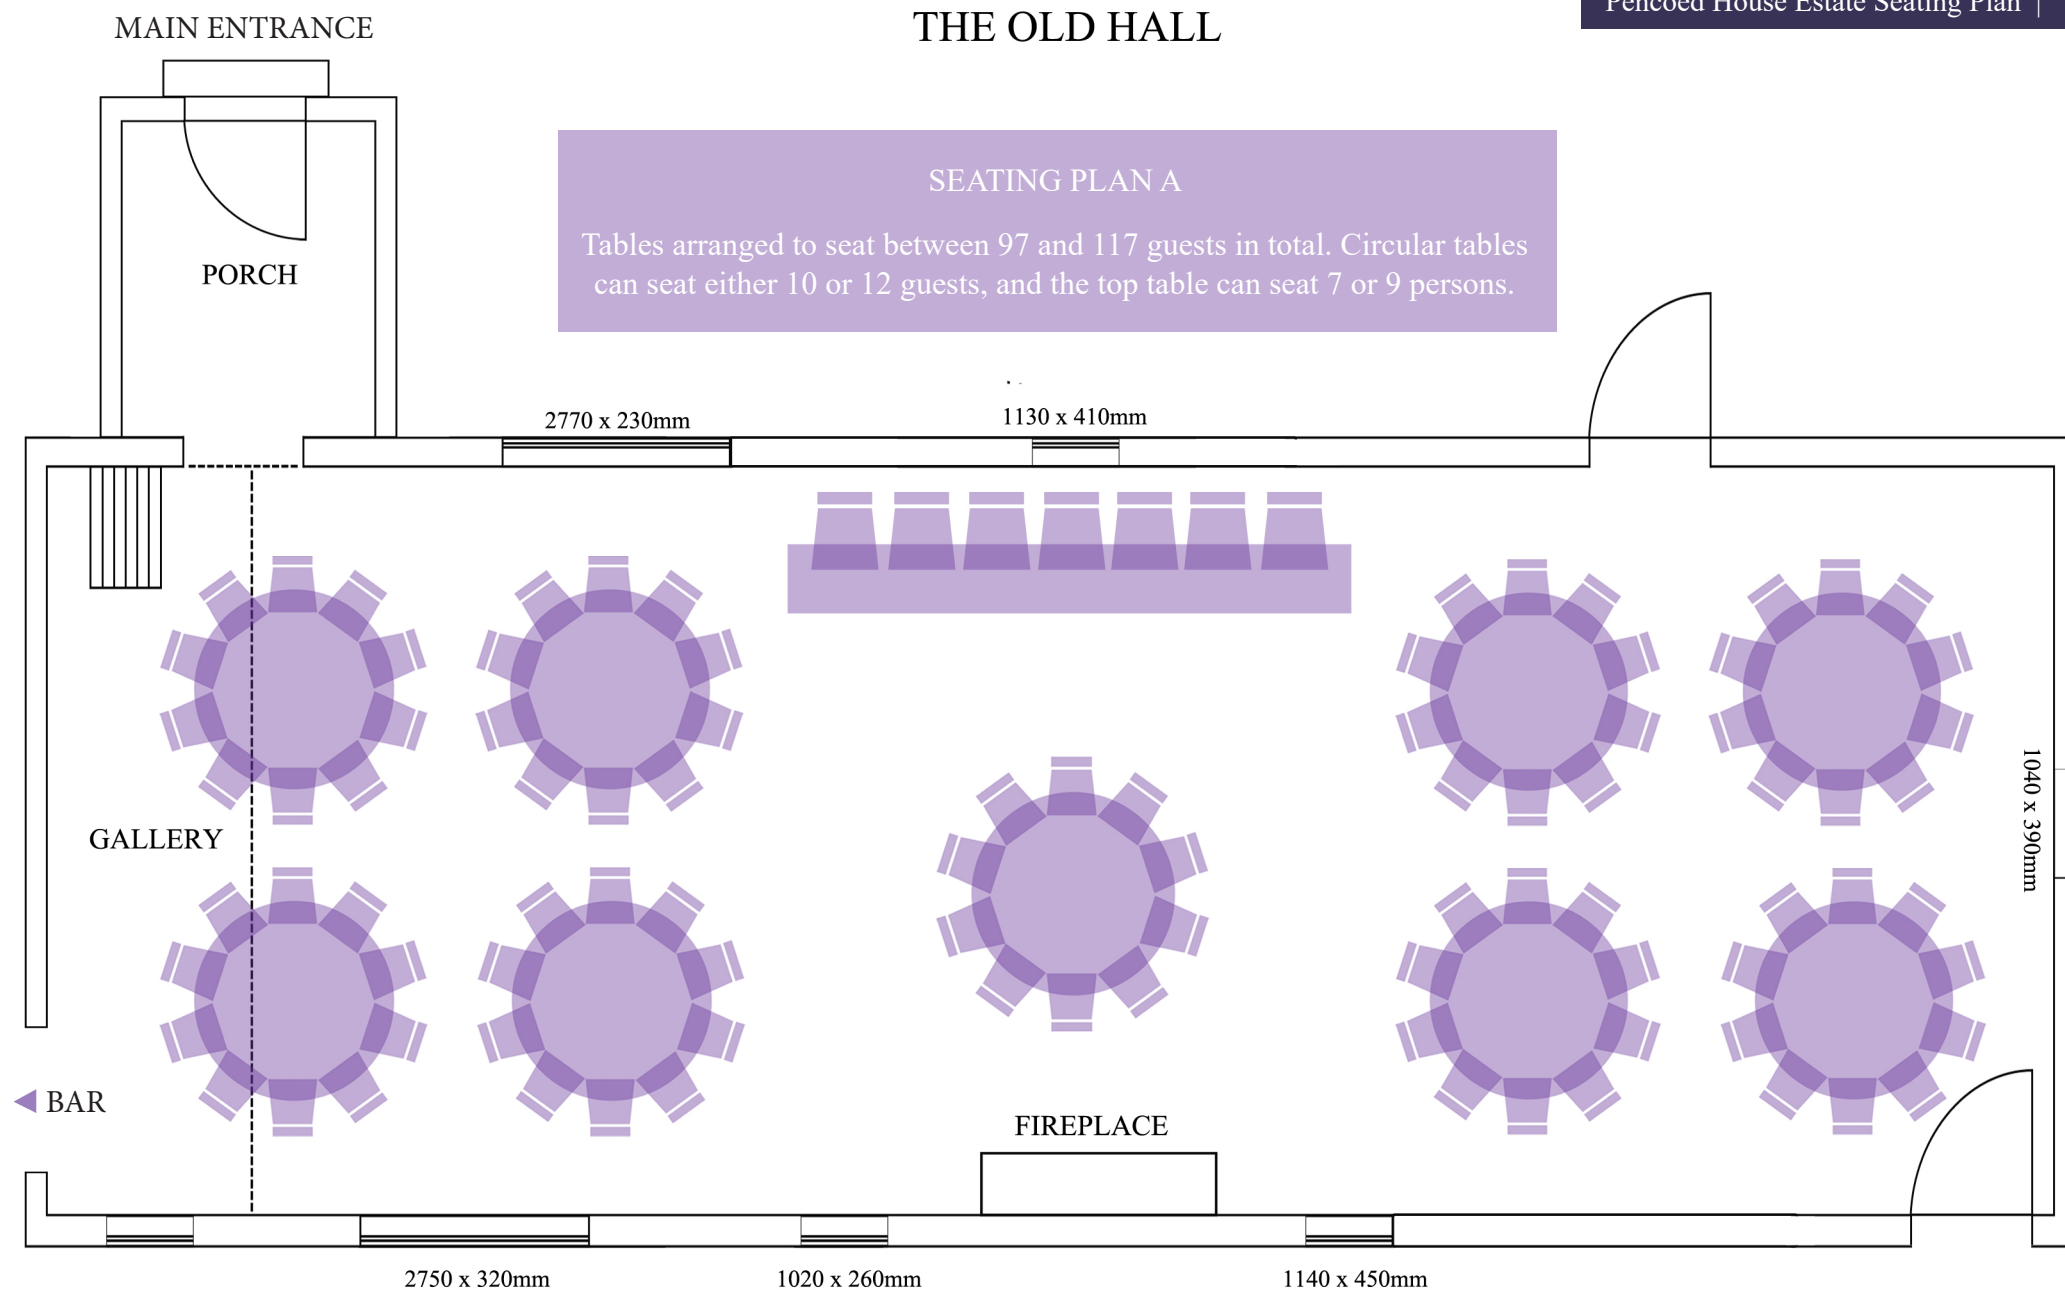 MAIN ENTRANCE
THE OLD HALL
Pencoed House Estate Seating Plan |
SEATING PLAN A
Tables arranged to seat between 97 and 117 guests in total. Circular tables
can seat either 10 or 12 guests, and the top table can seat 7 or 9 persons.
PORCH
2770 x 230mm
1130 x 410mm
GALLERY
1040 x 390mm
BAR
FIREPLACE
2750 x 320mm
1020 x 260mm
1140 x 450mm